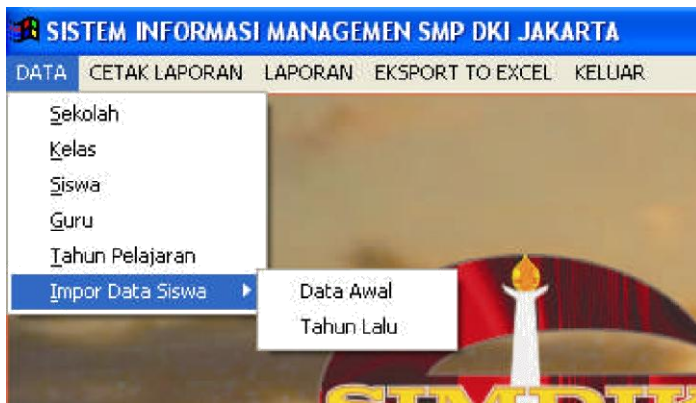 SISTEM INFORMASI MANAGEMEN SMP DKI JAKARTA
DATA CETAK LAPORAN LAPORAN EKSPORT TO EXCEL KELUAR
Sekolah
Kelas
Siswa
Guru
Tahun Pelajaran
Impor Data Siswa
Data Awal
Tahun Lalu